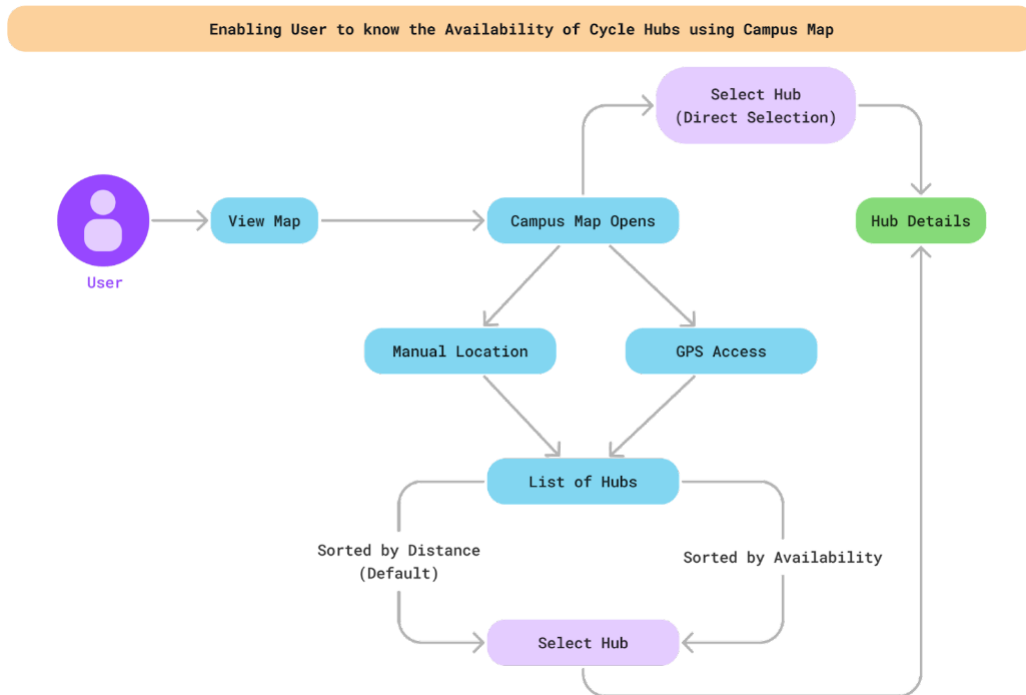 Enabling User to know the Availability of Cycle Hubs using Campus Map
Select Hub
(Direct Selection)
View Map
Campus Map Opens
Hub Details
User
Manual Location
GPS Access
List of Hubs
Sorted by Distance
(Default)
Sorted by Availability
Select Hub